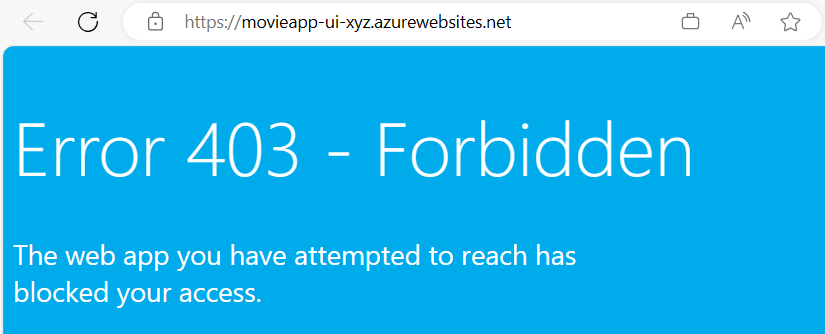 https://movieapp-ui-xyz.azurewebsites.net
Error 403 - Forbidden
The web app you have attempted to reach has
blocked your access.